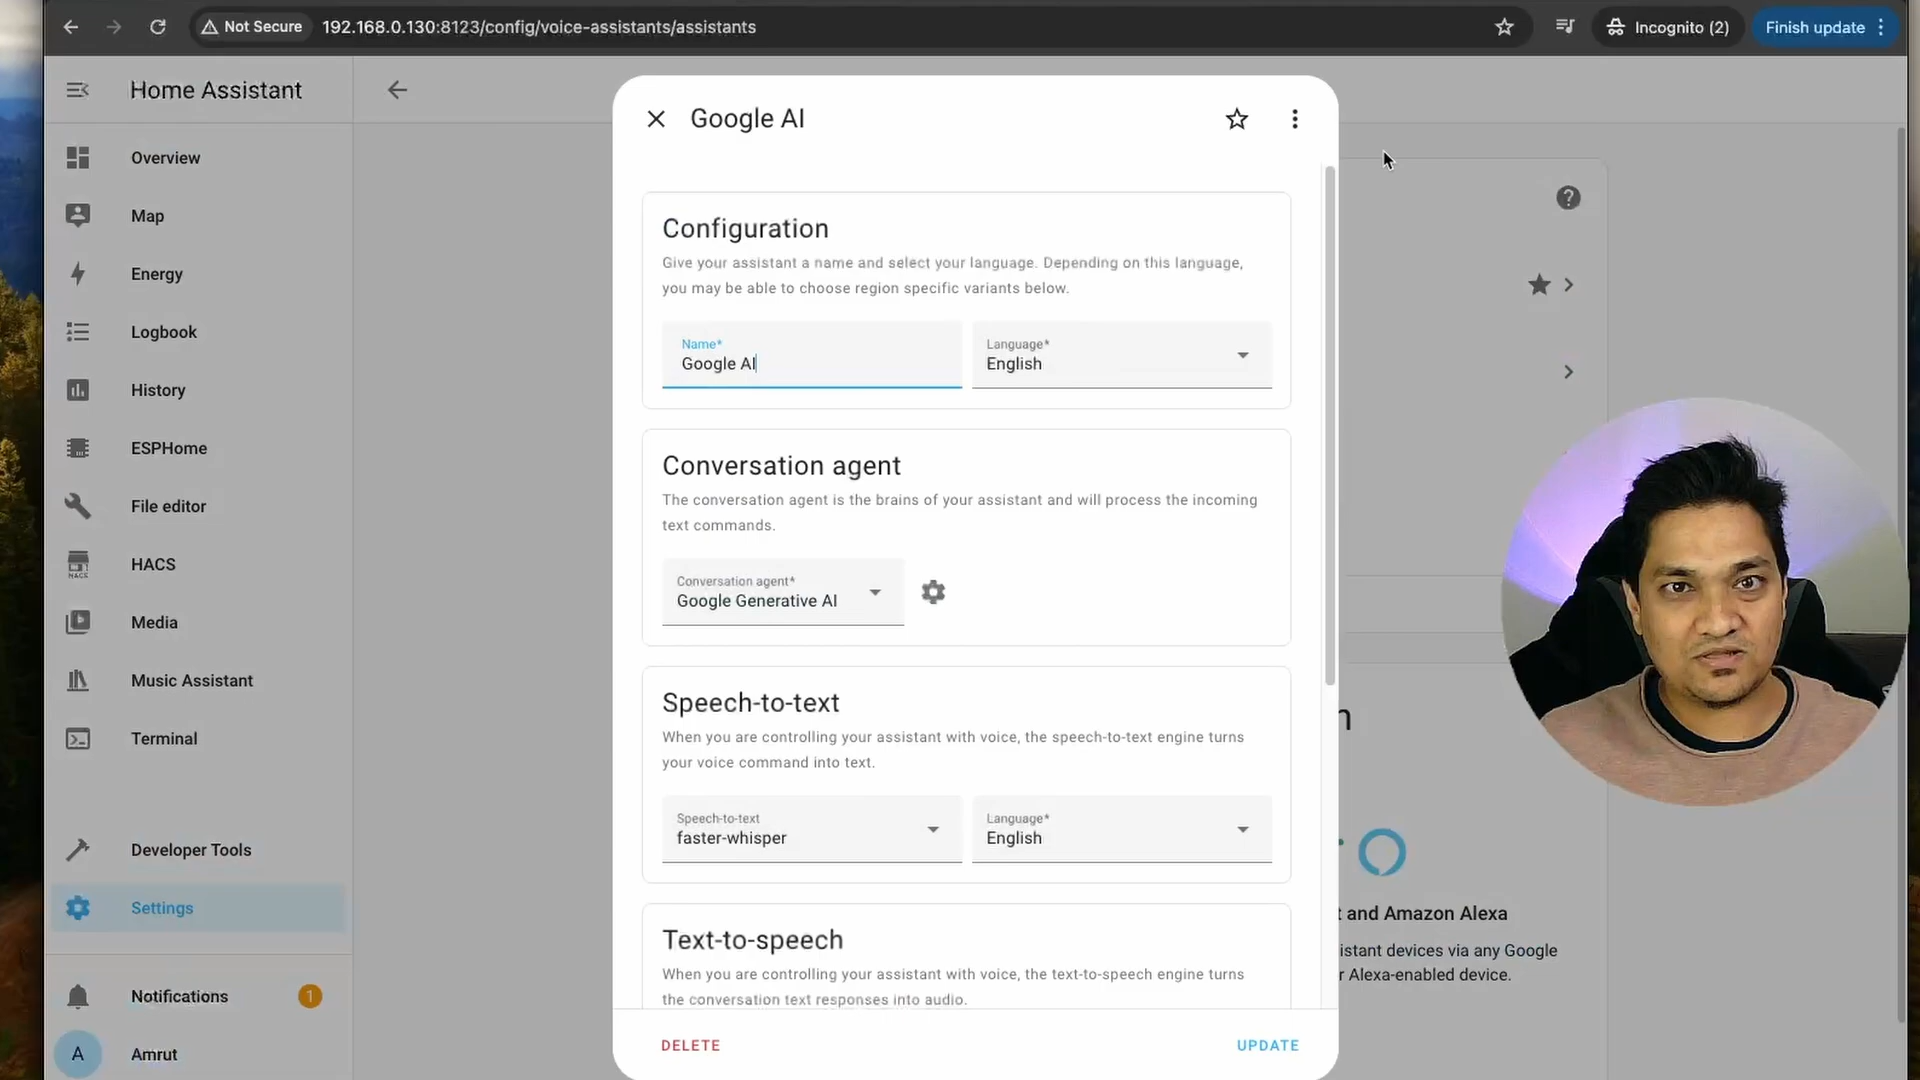 Not Secure
192.168.0.130:8123/config/voice-assistants/assistants
Incognito (2)
Finish update
Home Assistant
Overview
Map
Energy
Logbook
History
ESPHome
File editor
HACS
HACS
Media
Music Assistant
Terminal
Developer Tools
Settings
Notifications
1
A
Amrut
Google AI
Configuration
Give your assistant a name and select your language. Depending on this language,
you may be able to choose region specific variants below.
Name*
Google AI
Language*
English
Conversation agent
The conversation agent is the brains of your assistant and will process the incoming
text commands.
Conversation agent*
Google Generative AI
Speech-to-text
When you are controlling your assistant with voice, the speech-to-text engine turns
your voice command into text.
Speech-to-text
faster-whisper
Language*
English
Text-to-speech
When you are controlling your assistant with voice, the text-to-speech engine turns
the conversation text responses into audio.
DELETE
UPDATE
n
t and Amazon Alexa
istant devices via any Google
r Alexa-enabled device.